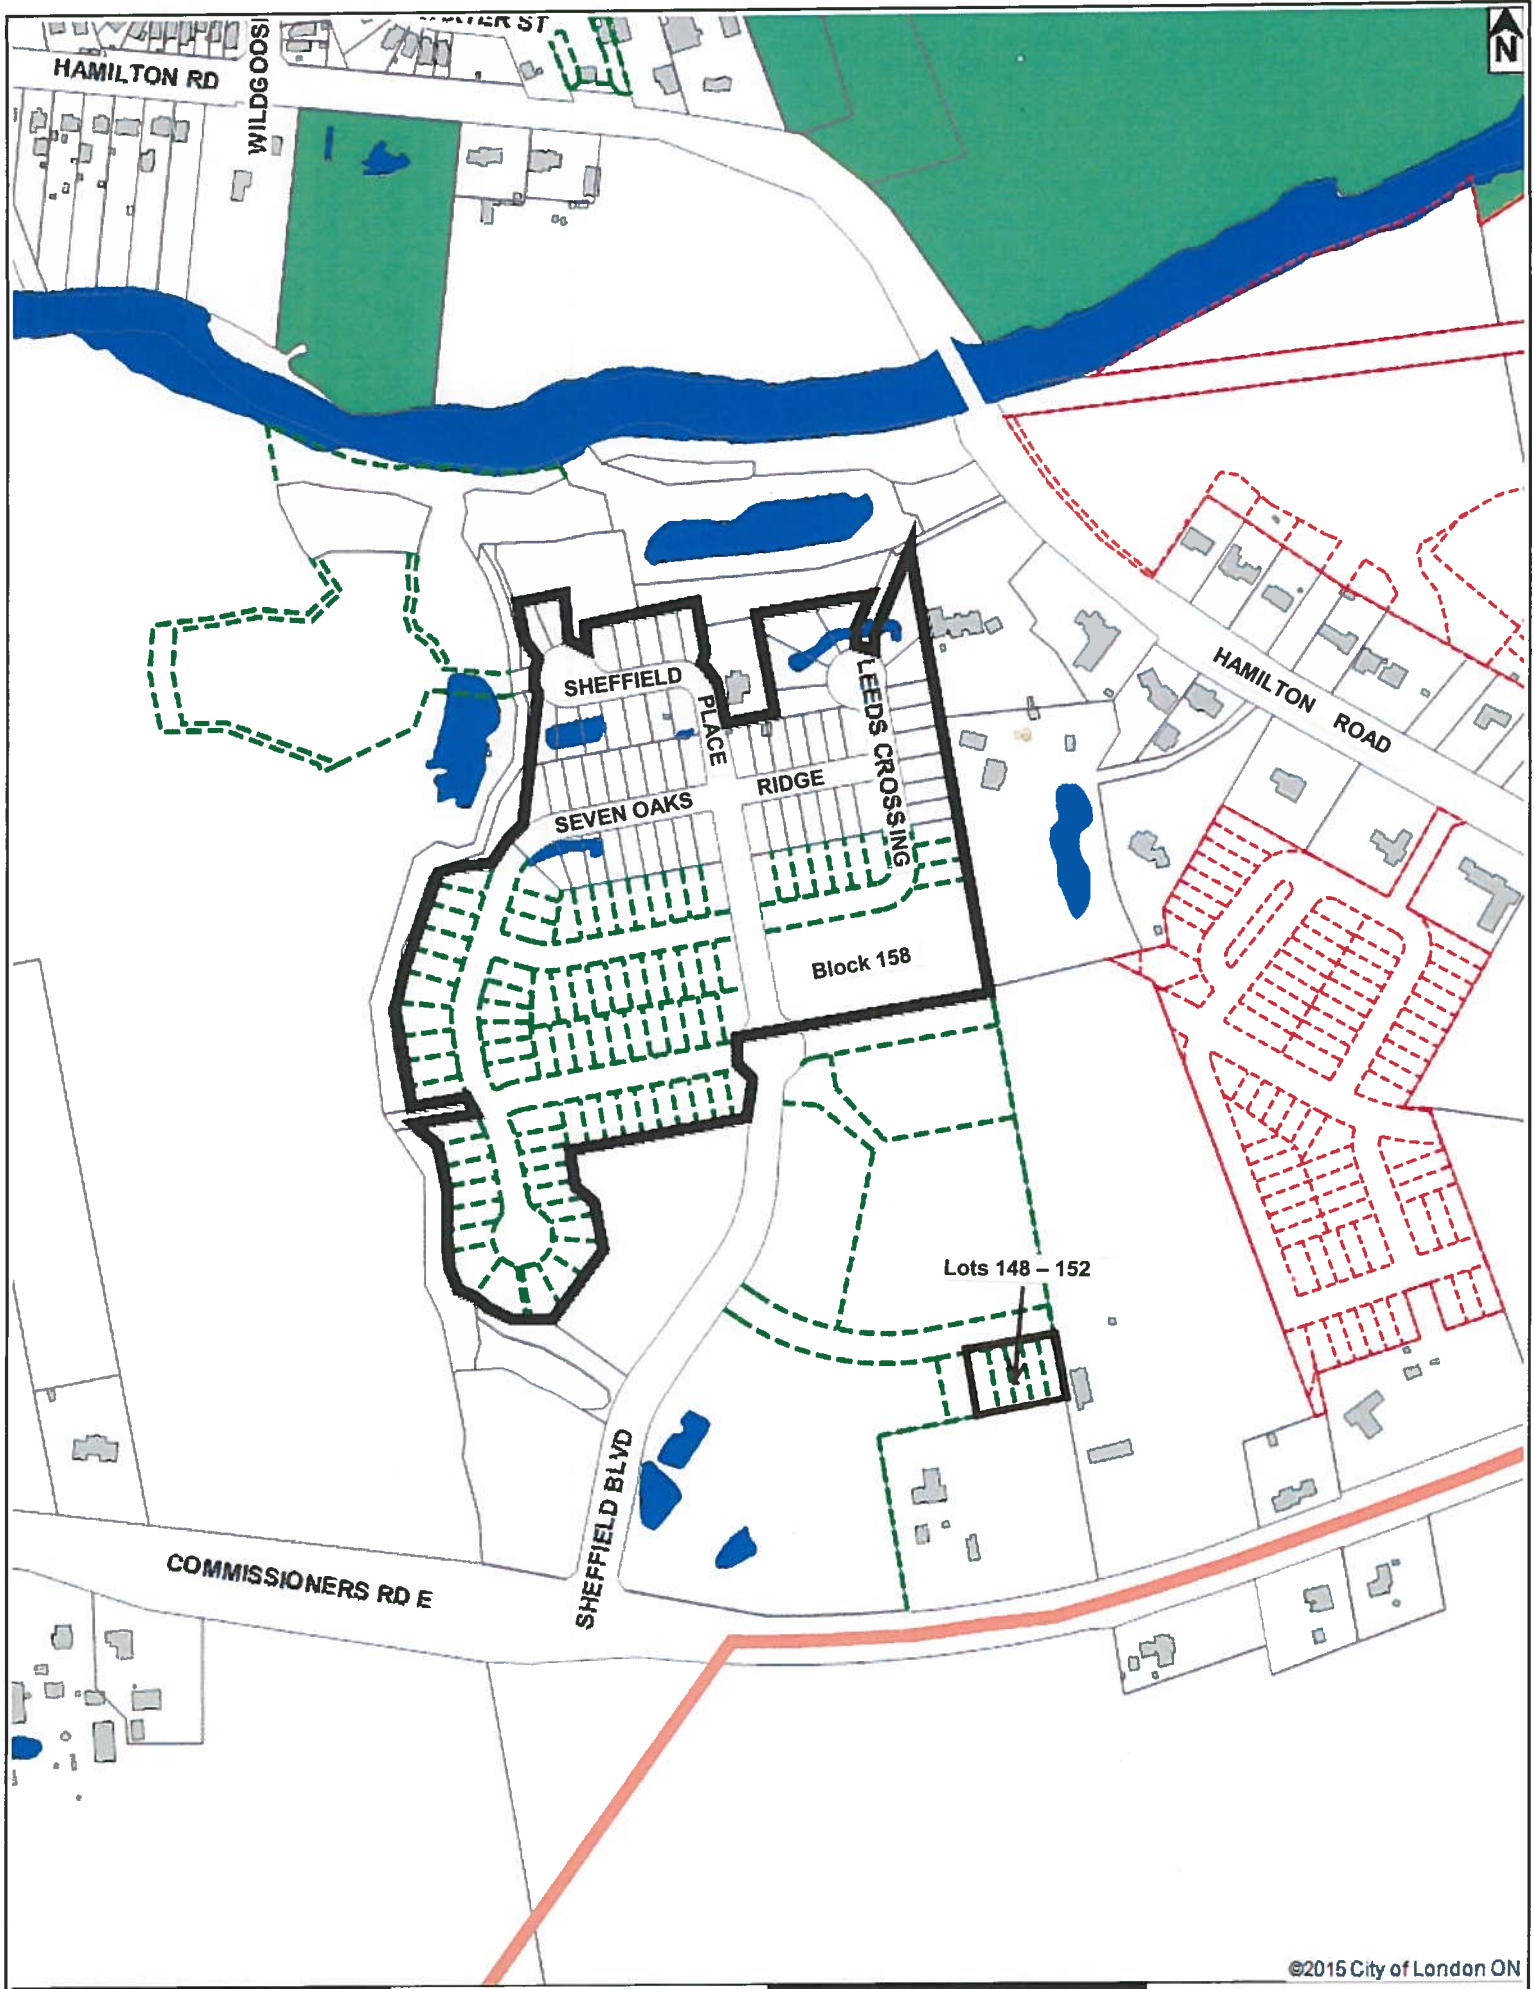 HAMILTON RD
N
SHEFFIELD
PLACE
LEEDS CROSSING
RIDGE
SEVEN OAKS
HAMILTON ROAD
Block 158
Lots 148 – 152
SHEFFIELD BLVD
COMMISSIONERS RD E
©2015 City of London ON